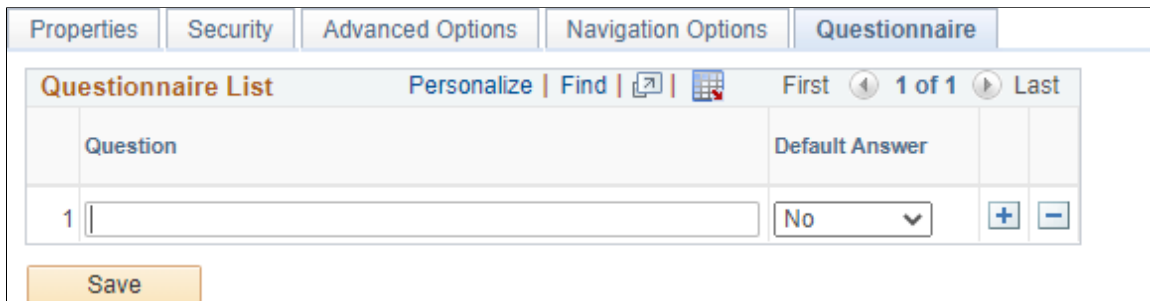 Properties Security Advanced Options Navigation Options Questionnaire
Questionnaire List Personalize | Find | | First 1 of 1 Last
Question Default Answer
1 No
Save